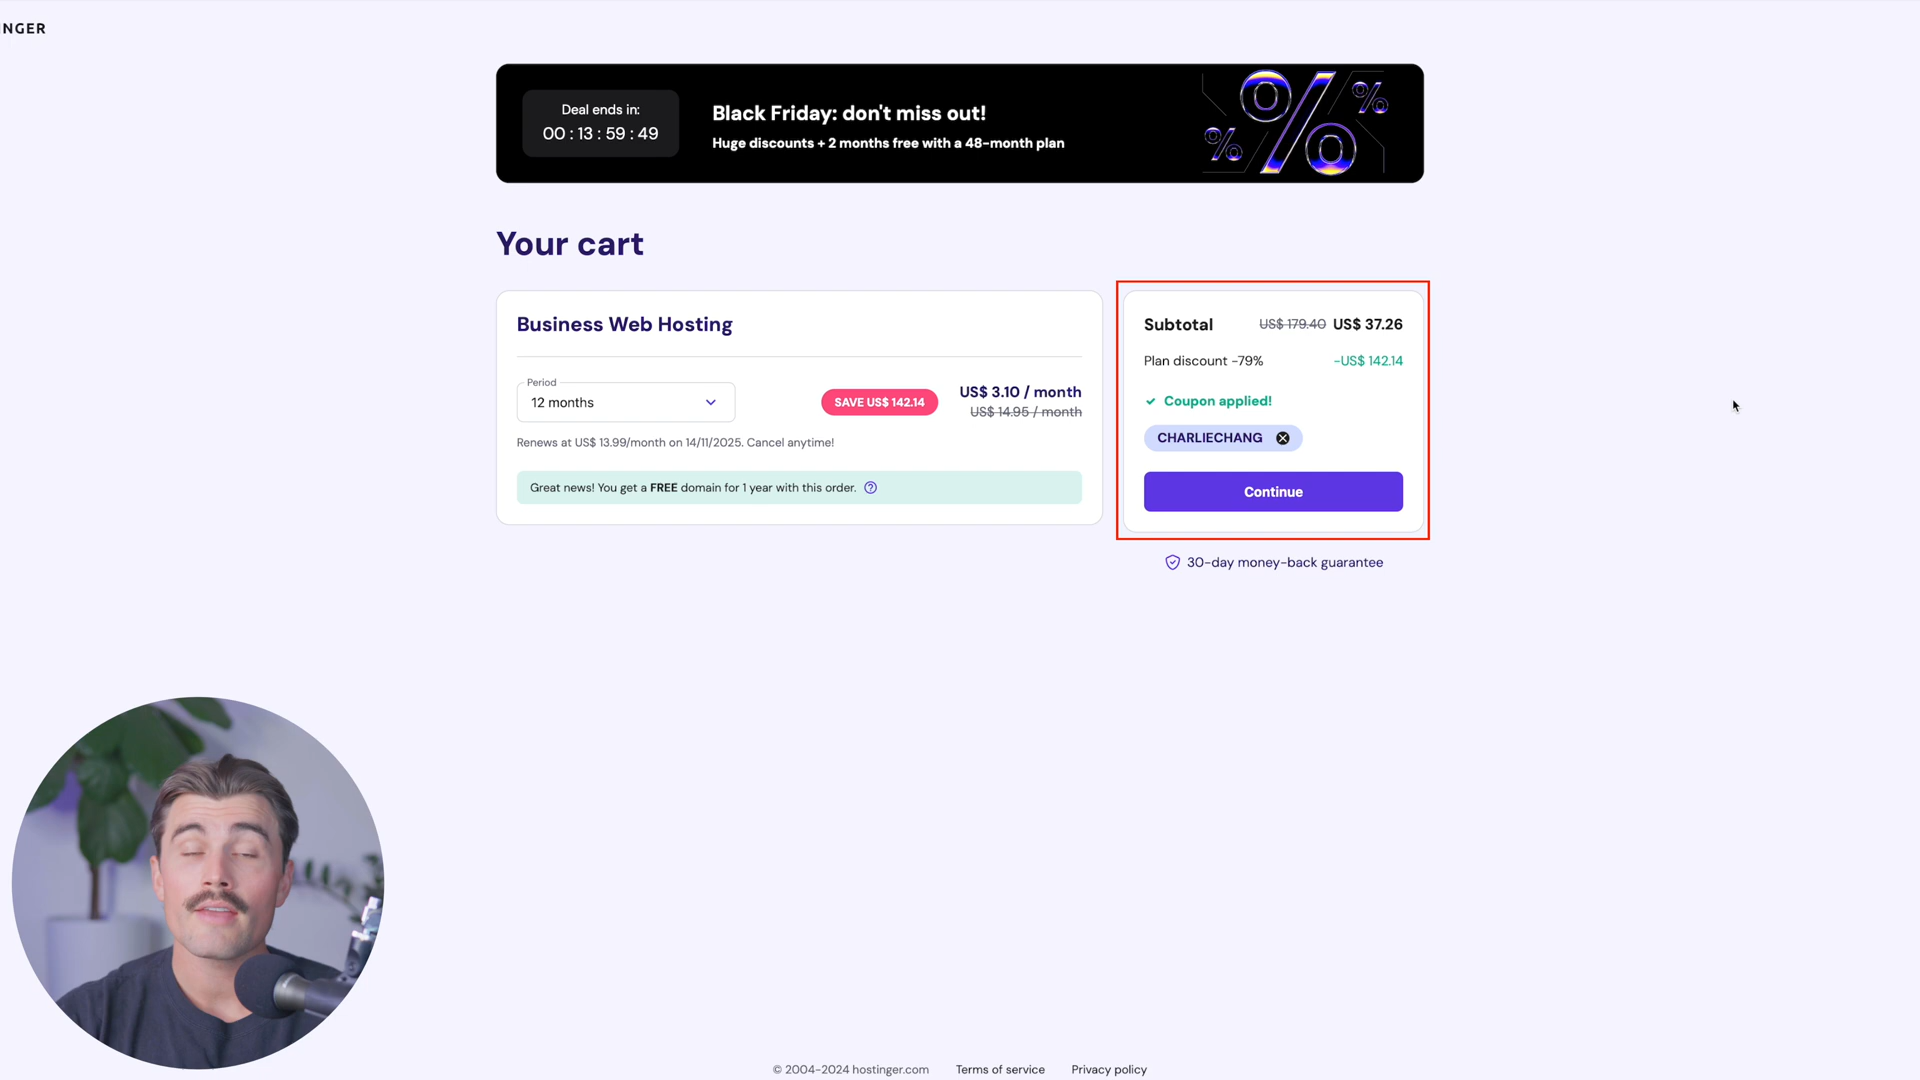 INGER
Deal ends in:
00 : 13 : 59 : 49
Black Friday: don't miss out!
Huge discounts + 2 months free with a 48-month plan
Your cart
Business Web Hosting
Period
12 months
SAVE US$ 142.14
US$ 3.10 / month
US$ 14.95 / month
Renews at US$ 13.99/month on 14/11/2025. Cancel anytime!
Great news! You get a FREE domain for 1 year with this order.
Subtotal US$ 179.40 US$ 37.26
Plan discount -79% -US$ 142.14
Coupon applied!
CHARLIECHANG
Continue
30-day money-back guarantee
© 2004-2024 hostinger.com Terms of service Privacy policy